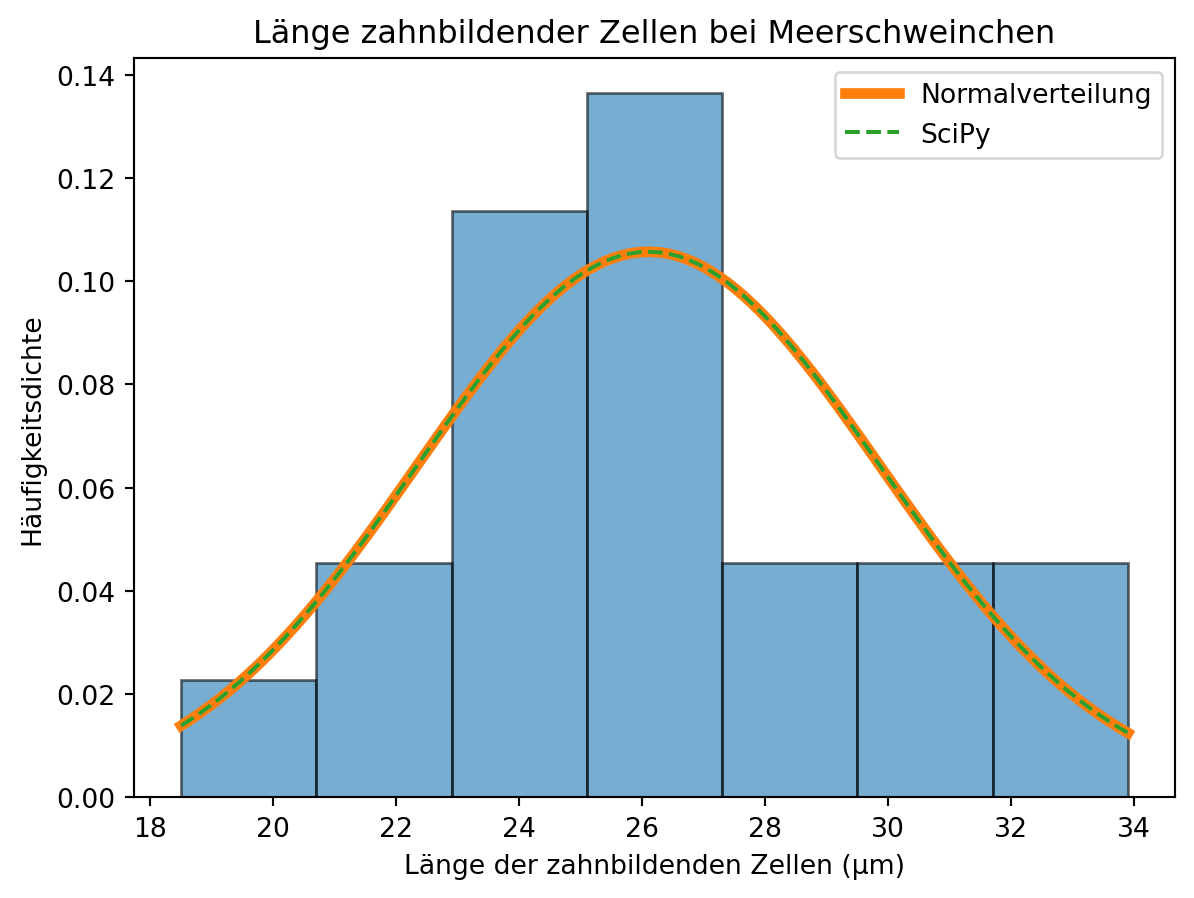 Länge zahnbildender Zellen bei Meerschweinchen
Normalverteilung
SciPy
Häufigkeitsdichte
0.14
0.12
0.10
0.08
0.06
0.04
0.02
0.00
18 20 22 24 26 28 30 32 34
Länge der zahnbildenden Zellen (µm)